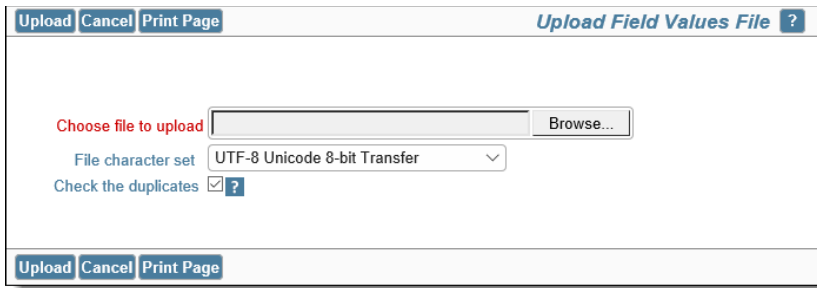 Upload Cancel Print Page Upload Field Values File ?
Choose file to upload Browse...
File character set UTF-8 Unicode 8-bit Transfer
Check the duplicates ?
Upload Cancel Print Page